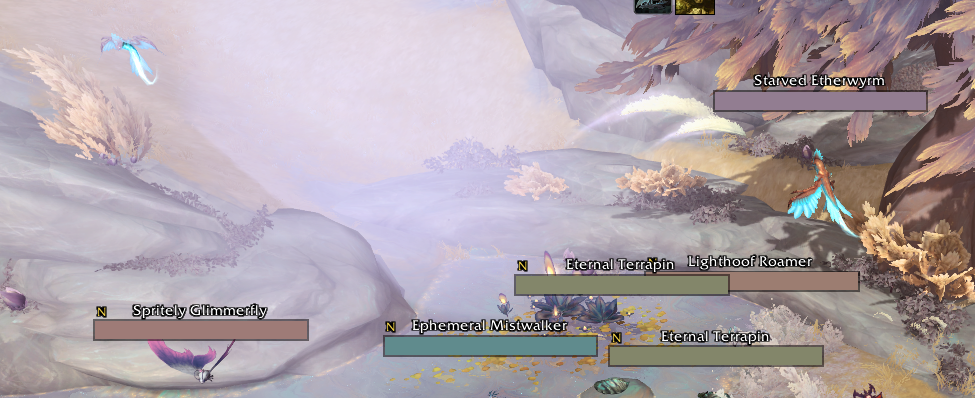 Starved Etherwyrm
N Eternal Terrapin Lighthoof Roamer
N Spritely Glimmerfly
N Ephemeral Mistwalker
N Eternal Terrapin